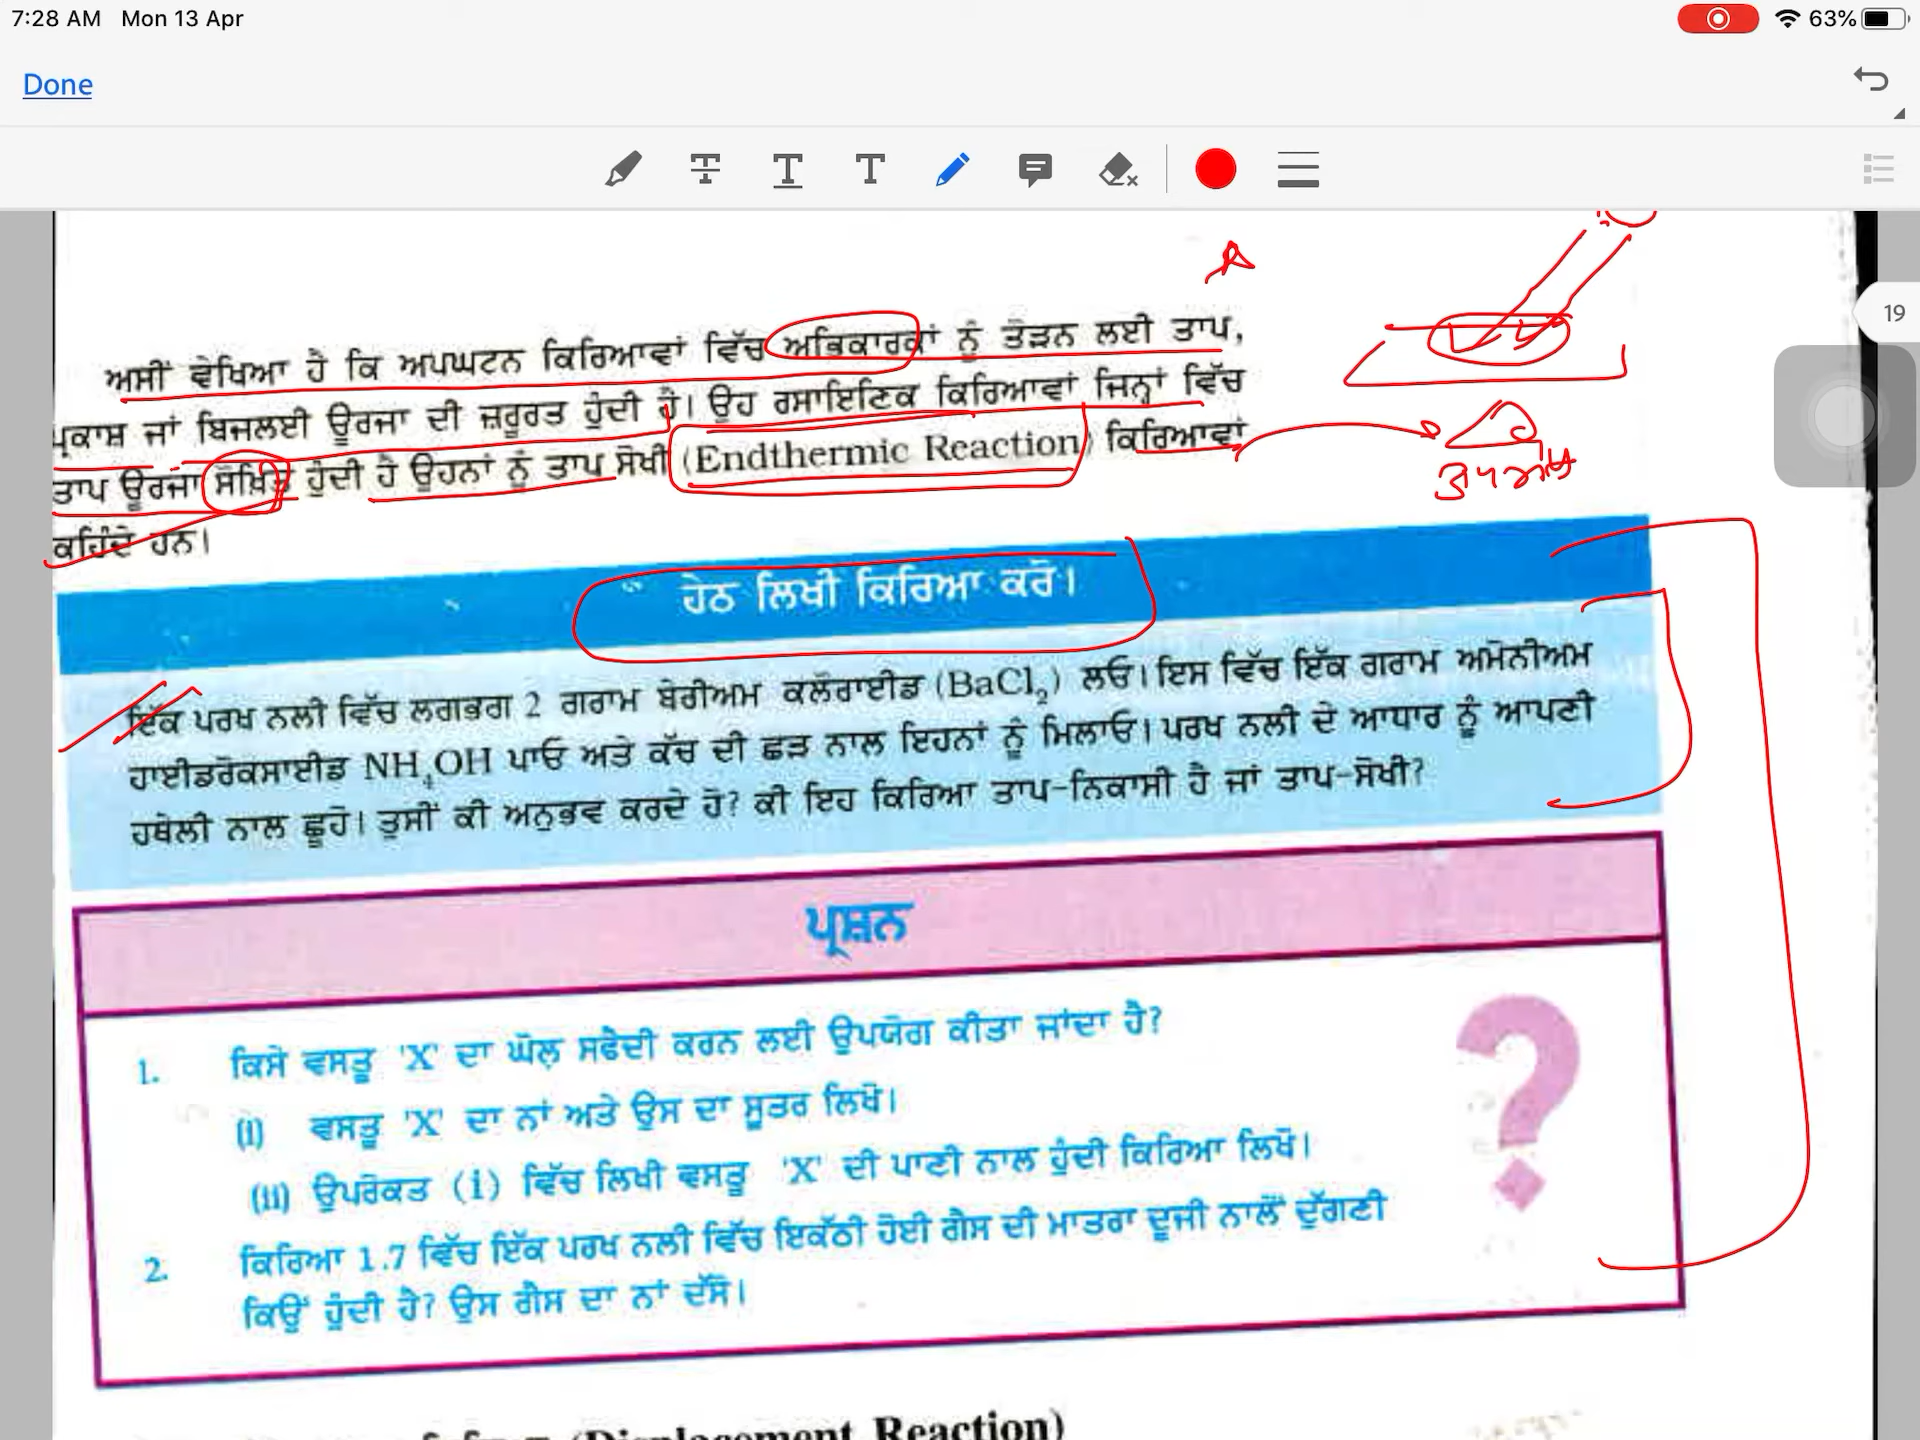 7:28 AM Mon 13 Apr
63%
Done
19
ਅਸੀਂ ਵੇਖਿਆ ਹੈ ਕਿ ਅਪਘਟਨ ਕਿਰਿਆਵਾਂ ਵਿੱਚ ਅਭਿਕਾਰਕਾਂ ਨੂੰ ਤੋੜਨ ਲਈ ਤਾਪ,
ਪ੍ਰਕਾਸ਼ ਜਾਂ ਬਿਜਲਈ ਊਰਜਾ ਦੀ ਜ਼ਰੂਰਤ ਹੁੰਦੀ ਹੈ। ਉਹ ਰਸਾਇਣਿਕ ਕਿਰਿਆਵਾਂ ਜਿਨ੍ਹਾਂ ਵਿੱਚ
ਤਾਪ ਊਰਜਾ ਸੋਖ਼ਿਤ ਹੁੰਦੀ ਹੈ ਉਹਨਾਂ ਨੂੰ ਤਾਪ ਸੋਖੀ (Endthermic Reaction) ਕਿਰਿਆਵਾਂ
ਕਹਿੰਦੇ ਹਨ।
ਹੇਠ ਲਿਖੀ ਕਿਰਿਆ ਕਰੋ।
ਇੱਕ ਪਰਖ ਨਲੀ ਵਿੱਚ ਲਗਭਗ 2 ਗਰਾਮ ਬੇਰੀਅਮ ਕਲੋਰਾਈਡ (BaCl₂) ਲਓ। ਇਸ ਵਿੱਚ ਇੱਕ ਗਰਾਮ ਅਮੋਨੀਅਮ
ਹਾਈਡਰੋਕਸਾਈਡ NH₄OH ਪਾਓ ਅਤੇ ਕੱਚ ਦੀ ਛੜ ਨਾਲ ਇਹਨਾਂ ਨੂੰ ਮਿਲਾਓ। ਪਰਖ ਨਲੀ ਦੇ ਆਧਾਰ ਨੂੰ ਆਪਣੀ
ਹਥੇਲੀ ਨਾਲ ਛੂਹੋ। ਤੁਸੀਂ ਕੀ ਅਨੁਭਵ ਕਰਦੇ ਹੋ? ਕੀ ਇਹ ਕਿਰਿਆ ਤਾਪ-ਨਿਕਾਸੀ ਹੈ ਜਾਂ ਤਾਪ-ਸੋਖੀ?
ਪ੍ਰਸ਼ਨ
1. ਕਿਸੇ ਵਸਤੂ 'X' ਦਾ ਘੋਲ਼ ਸਫੈਦੀ ਕਰਨ ਲਈ ਉਪਯੋਗ ਕੀਤਾ ਜਾਂਦਾ ਹੈ?
(i) ਵਸਤੂ 'X' ਦਾ ਨਾਂ ਅਤੇ ਉਸ ਦਾ ਸੂਤਰ ਲਿਖੋ।
(ii) ਉਪਰੋਕਤ (i) ਵਿੱਚ ਲਿਖੀ ਵਸਤੂ 'X' ਦੀ ਪਾਣੀ ਨਾਲ ਹੁੰਦੀ ਕਿਰਿਆ ਲਿਖੋ।
2. ਕਿਰਿਆ 1.7 ਵਿੱਚ ਇੱਕ ਪਰਖ ਨਲੀ ਵਿੱਚ ਇਕੱਠੀ ਹੋਈ ਗੈਸ ਦੀ ਮਾਤਰਾ ਦੂਜੀ ਨਾਲੋਂ ਦੁੱਗਣੀ
ਕਿਉਂ ਹੁੰਦੀ ਹੈ? ਉਸ ਗੈਸ ਦਾ ਨਾਂ ਦੱਸੋ।
(Displacement Reaction)